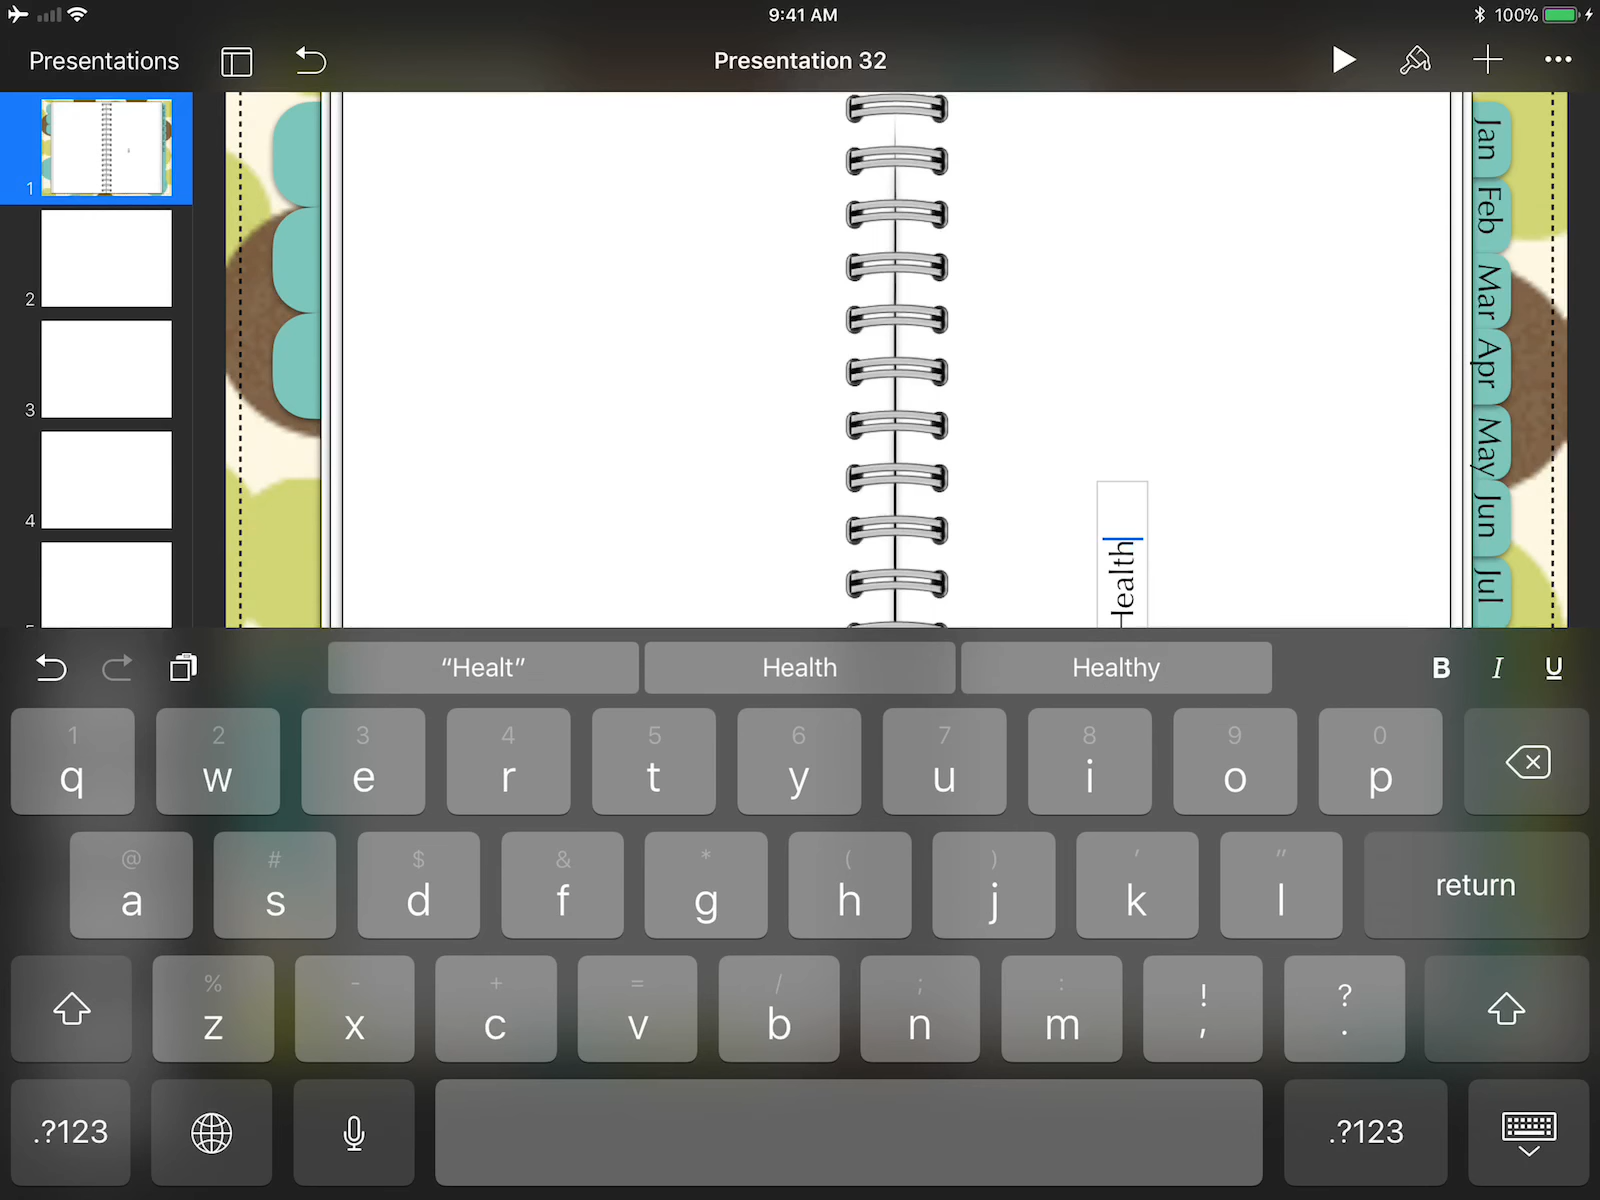 9:41 AM
100%
Presentations
Presentation 32
1
2
3
4
Jan
Feb
Mar
Apr
May
Jun
Jul
Health
“Healt” Health Healthy
B I U
1 2 3 4 5 6 7 8 9 0
q w e r t y u i o p
@ # $ & * ( ) ' "
a s d f g h j k l return
% - + = / ; : ! ?
z x c v b n m , .
.?123 .?123